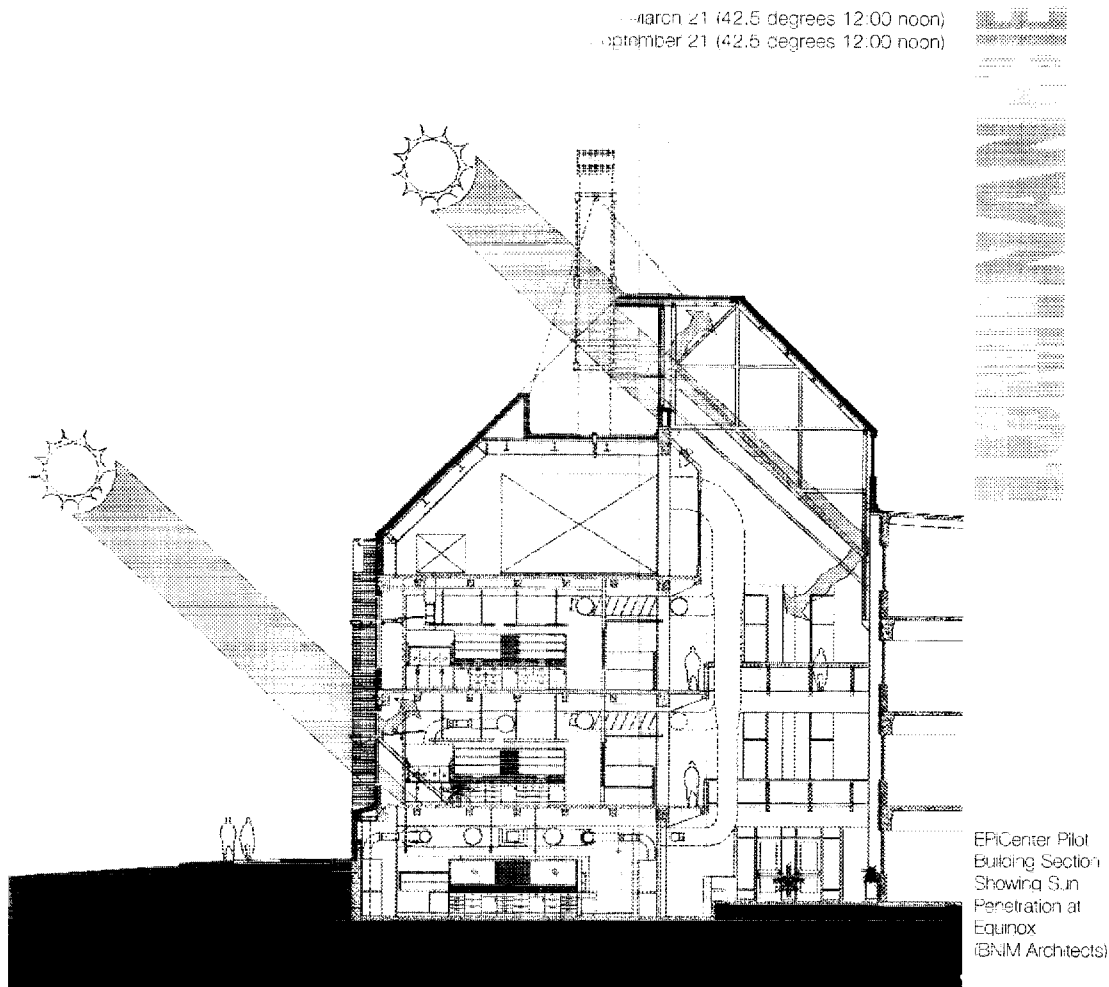 March 21 (42.5 degrees 12:00 noon)
September 21 (42.5 degrees 12:00 noon)
EPiCenter Pilot
Building Section
Showing Sun
Penetration at
Equinox
(BNIM Architects)